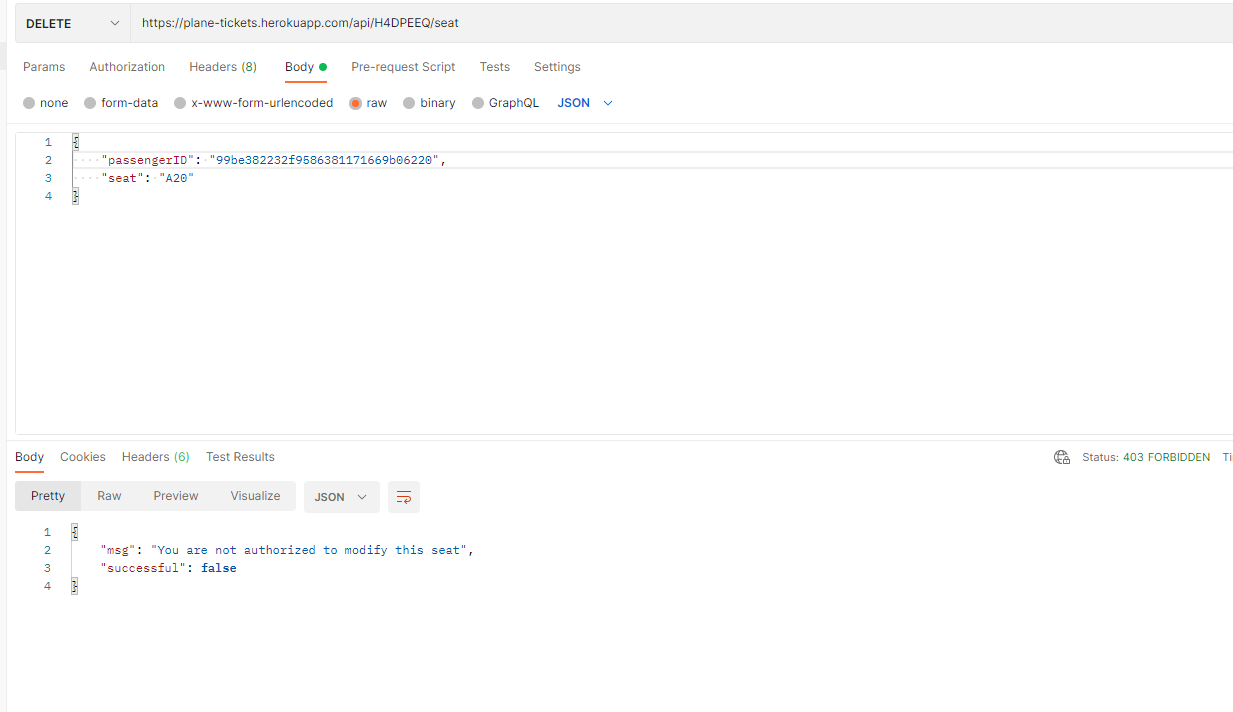 DELETE https://plane-tickets.herokuapp.com/api/H4DPEEQ/seat
Params Authorization Headers (8) Body Pre-request Script Tests Settings
none form-data x-www-form-urlencoded raw binary GraphQL JSON
1 {
2 "passengerID": "99be382232f9586381171669b06220",
3 "seat": "A20"
4 }
Body Cookies Headers (6) Test Results Status: 403 FORBIDDEN Ti
Pretty Raw Preview Visualize JSON
1 {
2 "msg": "You are not authorized to modify this seat",
3 "successful": false
4 }